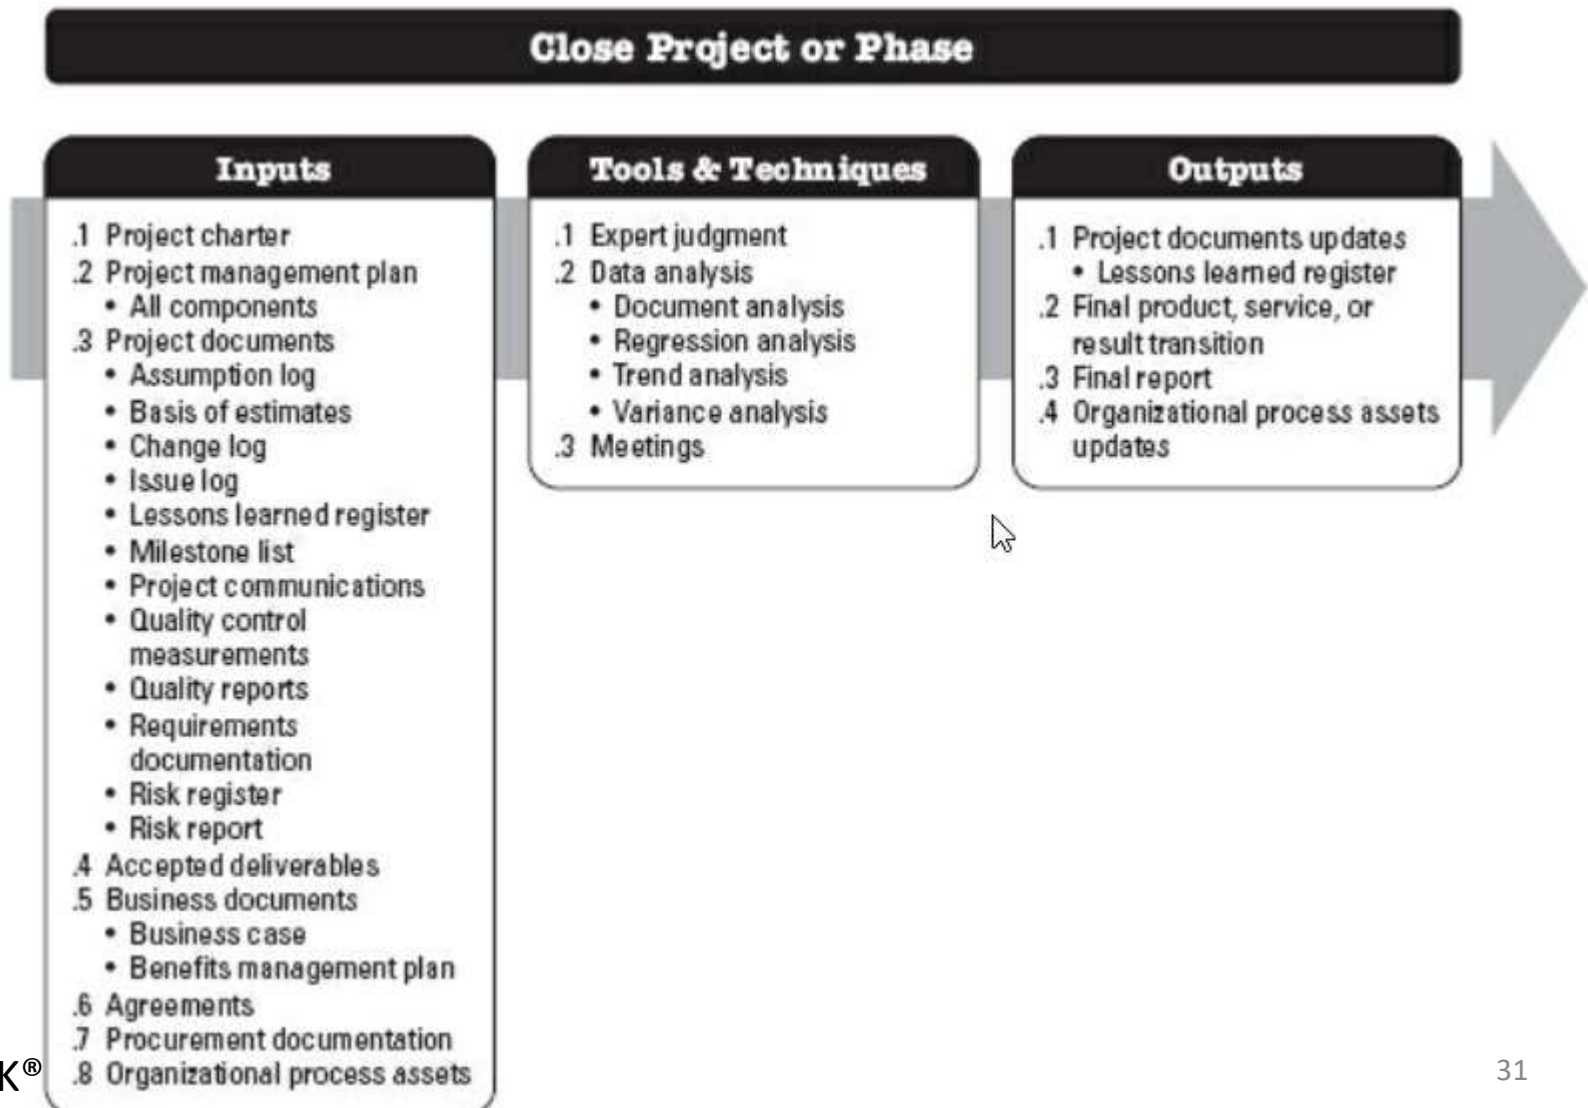 Close Project or Phase
Inputs
.1 Project charter
.2 Project management plan
• All components
.3 Project documents
• Assumption log
• Basis of estimates
• Change log
• Issue log
• Lessons learned register
• Milestone list
• Project communications
• Quality control
measurements
• Quality reports
• Requirements
documentation
• Risk register
• Risk report
.4 Accepted deliverables
.5 Business documents
• Business case
• Benefits management plan
.6 Agreements
.7 Procurement documentation
.8 Organizational process assets
Tools & Techniques
.1 Expert judgment
.2 Data analysis
• Document analysis
• Regression analysis
• Trend analysis
• Variance analysis
.3 Meetings
Outputs
.1 Project documents updates
• Lessons learned register
.2 Final product, service, or
result transition
.3 Final report
.4 Organizational process assets
updates
K®
31